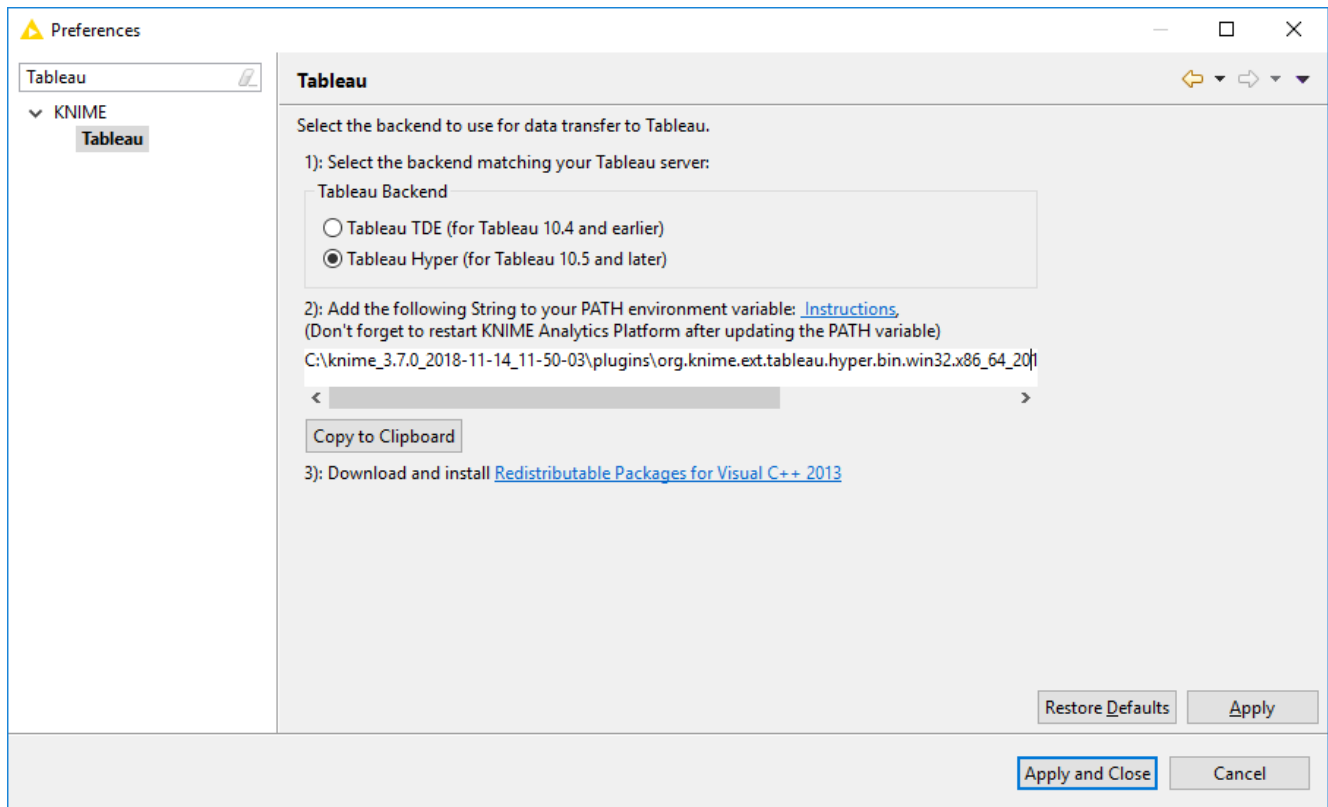 Preferences
Tableau
KNIME
Tableau
Tableau
Select the backend to use for data transfer to Tableau.
1): Select the backend matching your Tableau server:
Tableau Backend
Tableau TDE (for Tableau 10.4 and earlier)
Tableau Hyper (for Tableau 10.5 and later)
2): Add the following String to your PATH environment variable: Instructions,
(Don't forget to restart KNIME Analytics Platform after updating the PATH variable)
C:\knime_3.7.0_2018-11-14_11-50-03\plugins\org.knime.ext.tableau.hyper.bin.win32.x86_64_201
Copy to Clipboard
3): Download and install Redistributable Packages for Visual C++ 2013
Restore Defaults
Apply
Apply and Close
Cancel